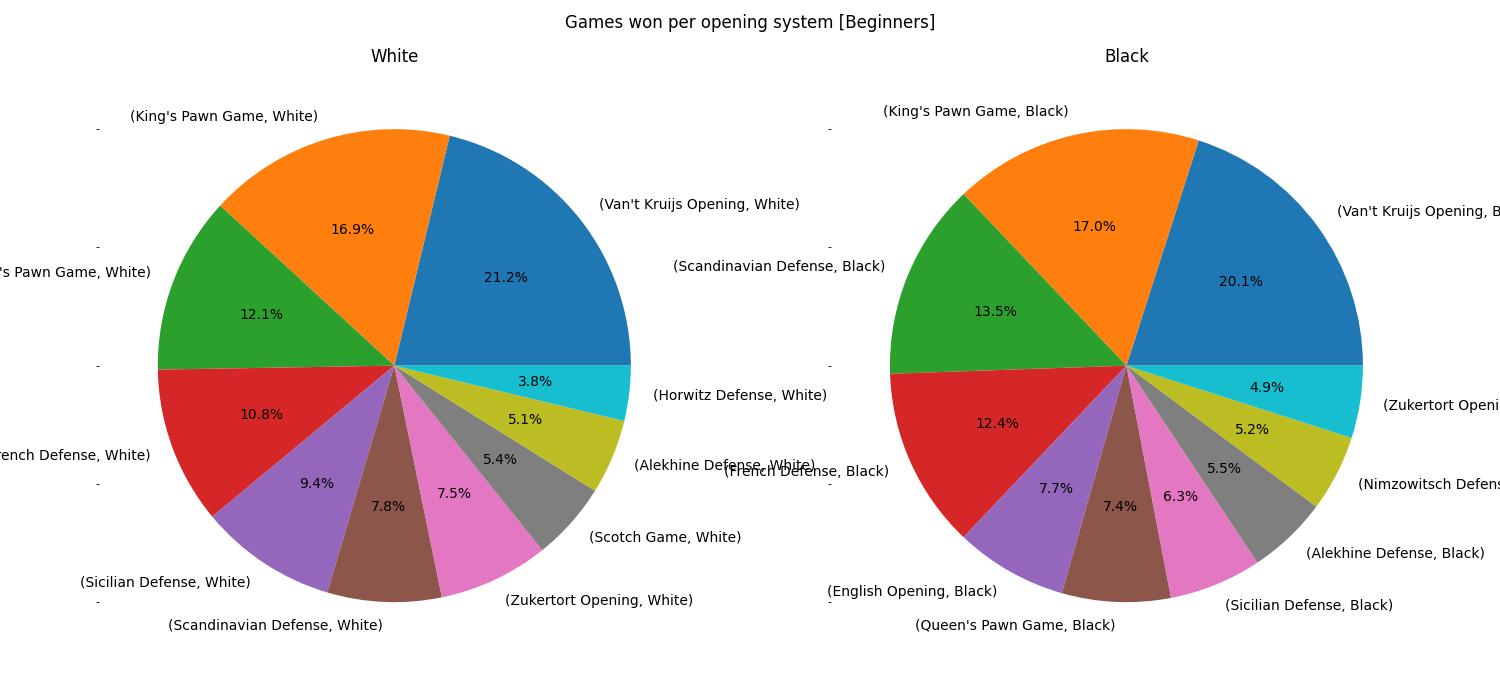 Games won per opening system [Beginners]
White
(King's Pawn Game, White)
(Van't Kruijs Opening, White)
16.9%
21.2%
's Pawn Game, White)
12.1%
3.8%
(Horwitz Defense, White)
10.8%
5.1%
rench Defense, White)
(Alekhine Defense, White)
5.4%
9.4%
7.5%
7.8%
(Scotch Game, White)
(Sicilian Defense, White)
(Zukertort Opening, White)
(Scandinavian Defense, White)
Black
(King's Pawn Game, Black)
(Van't Kruijs Opening, B
17.0%
(Scandinavian Defense, Black)
20.1%
13.5%
4.9%
(Zukertort Openi
12.4%
5.2%
(French Defense, Black)
5.5%
(Nimzowitsch Defens
7.7%
6.3%
7.4%
(Alekhine Defense, Black)
(English Opening, Black)
(Sicilian Defense, Black)
(Queen's Pawn Game, Black)